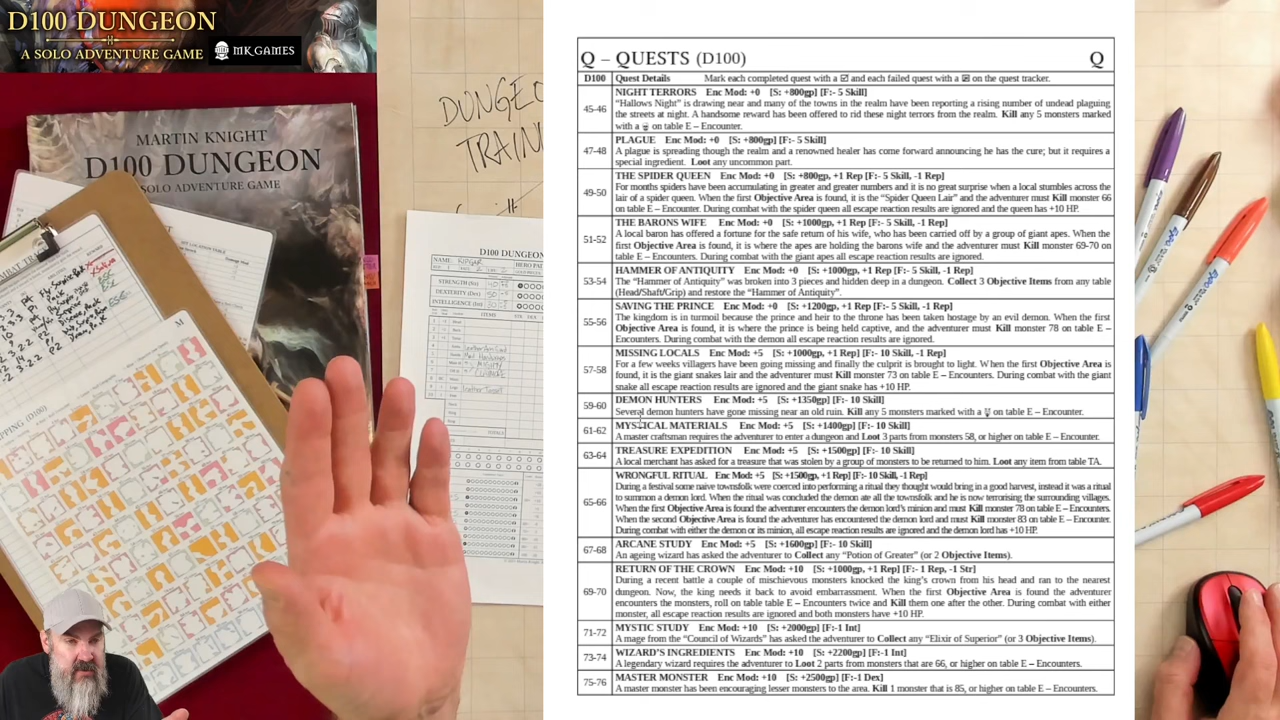 D100 DUNGEON
A SOLO ADVENTURE GAME
MK GAMES
MARTIN KNIGHT
D100 DUNGEON
SOLO ADVENTURE GAME
DUNGEO
TRAIN
D100 DUNGEON
NAME:
STRENGTH (Str)
DEXTERITY (Dex)
INTELLIGENCE (Int)
ITEMS
PPING (D100)
Q – QUESTS (D100) Q
D100 Quest Details Mark each completed quest with a ☑ and each failed quest with a ☒ on the quest tracker.
NIGHT TERRORS Enc Mod: +0 [S: +800gp] [F:- 5 Skill]
45-46 “Hallows Night” is drawing near and many of the towns in the realm have been reporting a rising number of undead plaguing
the streets at night. A handsome reward has been offered to rid these night terrors from the realm. Kill any 5 monsters marked
with a on table E – Encounter.
PLAGUE Enc Mod: +0 [S: +800gp] [F:- 5 Skill]
47-48 A plague is spreading though the realm and a renowned healer has come forward announcing he has the cure; but it requires a
special ingredient. Loot any uncommon part.
THE SPIDER QUEEN Enc Mod: +0 [S: +800gp, +1 Rep] [F:- 5 Skill, -1 Rep]
49-50 For months spiders have been accumulating in greater and greater numbers and it is no great surprise when a local stumbles across the
lair of a spider queen. When the first Objective Area is found, it is the “Spider Queen Lair” and the adventurer must Kill monster 66
on table E – Encounter. During combat with the spider queen all escape reaction results are ignored and the queen has +10 HP.
THE BARONS WIFE Enc Mod: +0 [S: +1000gp, +1 Rep] [F:- 5 Skill, -1 Rep]
51-52 A local baron has offered a fortune for the safe return of his wife, who has been carried off by a group of giant apes. When the
first Objective Area is found, it is where the apes are holding the barons wife and the adventurer must Kill monster 69-70 on
table E – Encounter. During combat with the giant apes all escape reaction results are ignored.
HAMMER OF ANTIQUITY Enc Mod: +0 [S: +1000gp, +1 Rep] [F:- 5 Skill, -1 Rep]
53-54 The “Hammer of Antiquity” was broken into 3 pieces and hidden deep in a dungeon. Collect 3 Objective Items from any table
(Head/Shaft/Grip) and restore the “Hammer of Antiquity”.
SAVING THE PRINCE Enc Mod: +0 [S: +1200gp, +1 Rep] [F:- 5 Skill, -1 Rep]
55-56 The kingdom is in turmoil because the prince and heir to the throne has been taken hostage by an evil demon. When the first
Objective Area is found, it is where the prince is being held captive, and the adventurer must Kill monster 78 on table E –
Encounter. During combat with the demon all escape reaction results are ignored.
MISSING LOCALS Enc Mod: +5 [S: +1000gp, +1 Rep] [F:- 10 Skill, -1 Rep]
57-58 For a few weeks villagers have been going missing and finally the culprit is brought to light. When the first Objective Area is
found, it is the giant snakes lair and the adventurer must Kill monster 73 on table E – Encounters. During combat with the giant
snake all escape reaction results are ignored and the giant snake has +10 HP.
DEMON HUNTERS Enc Mod: +5 [S: +1350gp] [F:- 10 Skill]
59-60 Several demon hunters have gone missing near an old ruin. Kill any 5 monsters marked with a on table E – Encounter.
MYSTICAL MATERIALS Enc Mod: +5 [S: +1400gp] [F:- 10 Skill]
61-62 A master craftsman requires the adventurer to enter a dungeon and Loot 3 parts from monsters 58, or higher on table E – Encounter.
TREASURE EXPEDITION Enc Mod: +5 [S: +1500gp] [F:- 10 Skill]
63-64 A local merchant has asked for a treasure that was stolen by a group of monsters to be returned to him. Loot any item from table TA.
WRONGFUL RITUAL Enc Mod: +5 [S: +1500gp, +1 Rep] [F:- 10 Skill, -1 Rep]
65-66 During a festival some naive townsfolk were coerced into performing a ritual they thought would bring in a good harvest, instead it was a ritual
to summon a demon lord. When the ritual was concluded the demon ate all the townsfolk and he is now terrorising the surrounding villages.
When the first Objective Area is found the adventurer encounters the demon lord’s minion and must Kill monster 78 on table E – Encounters.
When the second Objective Area is found the adventurer has encountered the demon lord and must Kill monster 83 on table E – Encounter.
During combat with either the demon or its minion, all escape reaction results are ignored and the demon lord has +10 HP.
ARCANE STUDY Enc Mod: +5 [S: +1600gp] [F:- 10 Skill]
67-68 An ageing wizard has asked the adventurer to Collect any “Potion of Greater” (or 2 Objective Items).
RETURN OF THE CROWN Enc Mod: +10 [S: +1000gp, +1 Rep] [F:- 1 Rep, -1 Str]
69-70 During a recent battle a couple of mischievous monsters knocked the king’s crown from his head and ran to the nearest
dungeon. Now, the king needs it back to avoid embarrassment. When the first Objective Area is found the adventurer
encounters the monsters, roll on table table E – Encounters twice and Kill them one after the other. During combat with either
monster, all escape reaction results are ignored and both monsters have +10 HP.
MYSTIC STUDY Enc Mod: +10 [S: +2000gp] [F:-1 Int]
71-72 A mage from the “Council of Wizards” has asked the adventurer to Collect any “Elixir of Superior” (or 3 Objective Items).
WIZARD’S INGREDIENTS Enc Mod: +10 [S: +2200gp] [F:-1 Int]
73-74 A legendary wizard requires the adventurer to Loot 2 parts from monsters that are 66, or higher on table E – Encounters.
MASTER MONSTER Enc Mod: +10 [S: +2500gp] [F:-1 Dex]
75-76 A master monster has been encouraging lesser monsters to the area. Kill 1 monster that is 85, or higher on table E – Encounters.